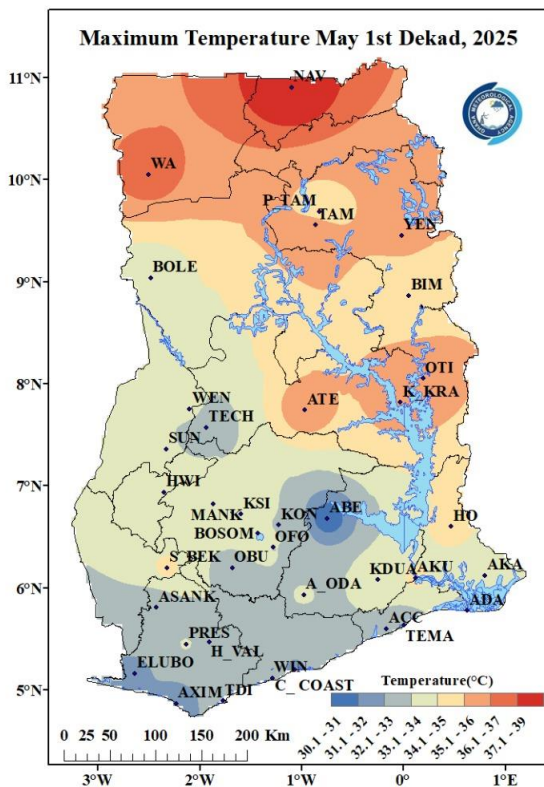 Maximum Temperature May 1st Dekad, 2025
11°N
10°N
9°N
8°N
7°N
6°N
5°N
NAV
WA
P_TAM
TAM
YEN
BOLE
BIM
OTI
K_KRA
ATE
WEN
TECH
SUN
HWI
KSI
MANK
KON
ABE
BOSOM
OFO
HO
S_BEK
OBU
KDUA
AKU
AKA
A_ODA
ASANK
ADA
ACC
TEMA
PRES
H_VAL
ELUBO
WIN
C_COAST
AXIM
TDI
Temperature(°C)
30.1 -31
31.1 -32
32.1 -33
33.1 -34
34.1 -35
35.1 -36
36.1 -37
37.1 -39
0 25 50 100 150 200 Km
3°W 2°W 1°W 0° 1°E
GHANA METEOROLOGICAL AGENCY